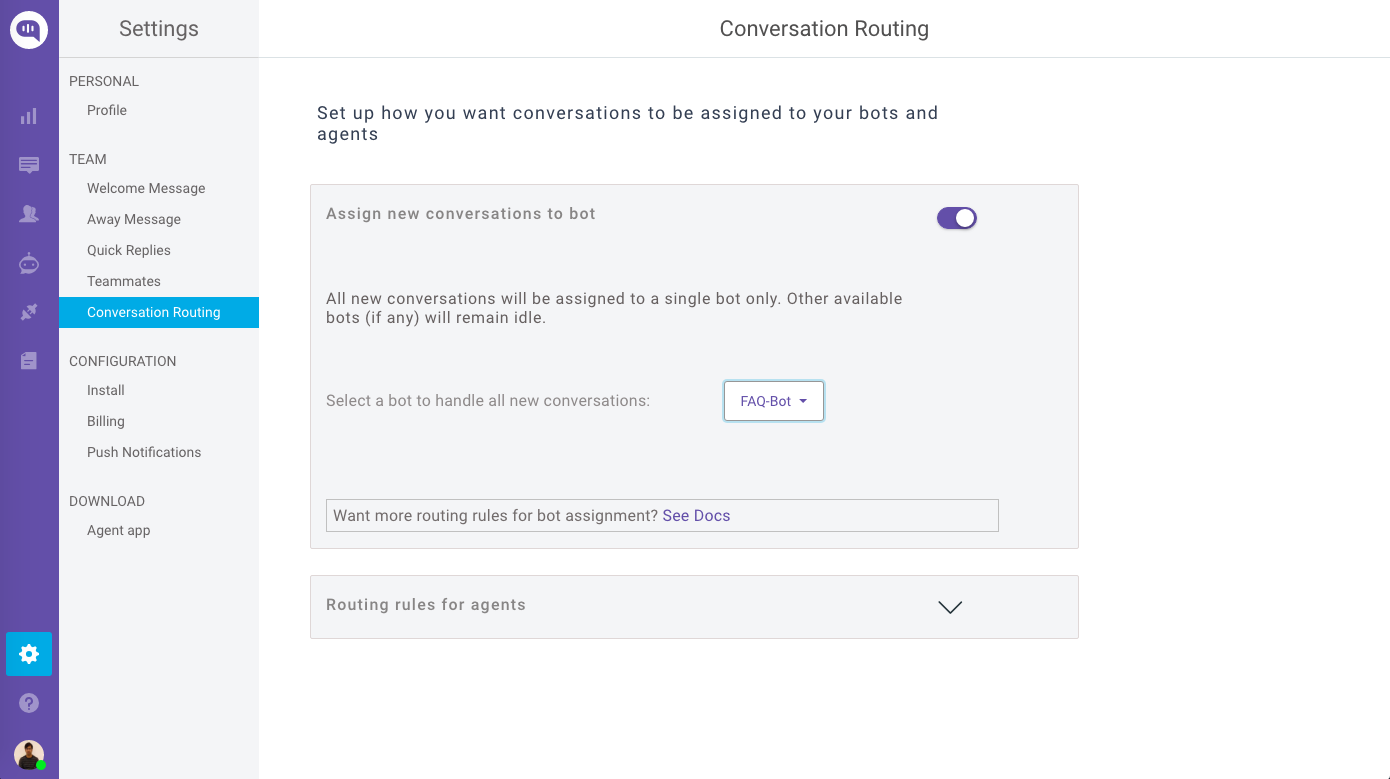 Settings
Conversation Routing
PERSONAL
Profile
TEAM
Welcome Message
Away Message
Quick Replies
Teammates
Conversation Routing
CONFIGURATION
Install
Billing
Push Notifications
DOWNLOAD
Agent app
Set up how you want conversations to be assigned to your bots and
agents
Assign new conversations to bot
All new conversations will be assigned to a single bot only. Other available
bots (if any) will remain idle.
Select a bot to handle all new conversations:
FAQ-Bot
Want more routing rules for bot assignment? See Docs
Routing rules for agents